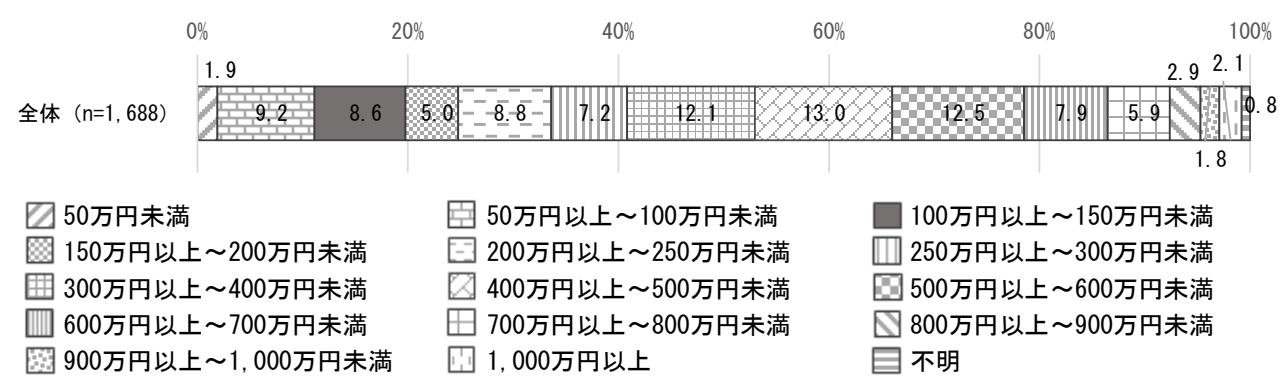 0% 20% 40% 60% 80% 100%
1.9 2.9 2.1
全体（n=1,688） 9.2 8.6 5.0 8.8 7.2 12.1 13.0 12.5 7.9 5.9 0.8
1.8
50万円未満 50万円以上～100万円未満 100万円以上～150万円未満
150万円以上～200万円未満 200万円以上～250万円未満 250万円以上～300万円未満
300万円以上～400万円未満 400万円以上～500万円未満 500万円以上～600万円未満
600万円以上～700万円未満 700万円以上～800万円未満 800万円以上～900万円未満
900万円以上～1,000万円未満 1,000万円以上 不明